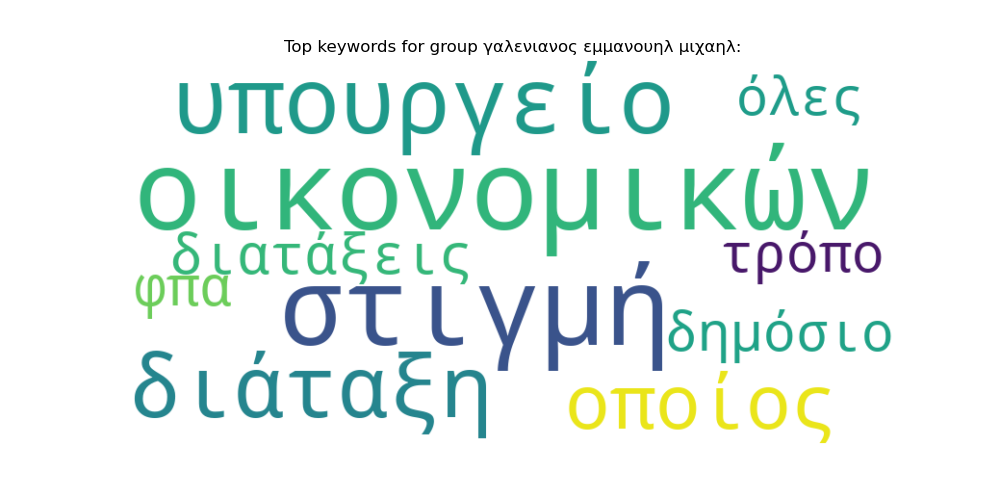 Top keywords for group γαλενιανος εμμανουηλ μιχαηλ:
υπουργείο όλες
οικονομικών
διατάξεις τρόπο
φπα
στιγμή δημόσιο
διάταξη οποίος